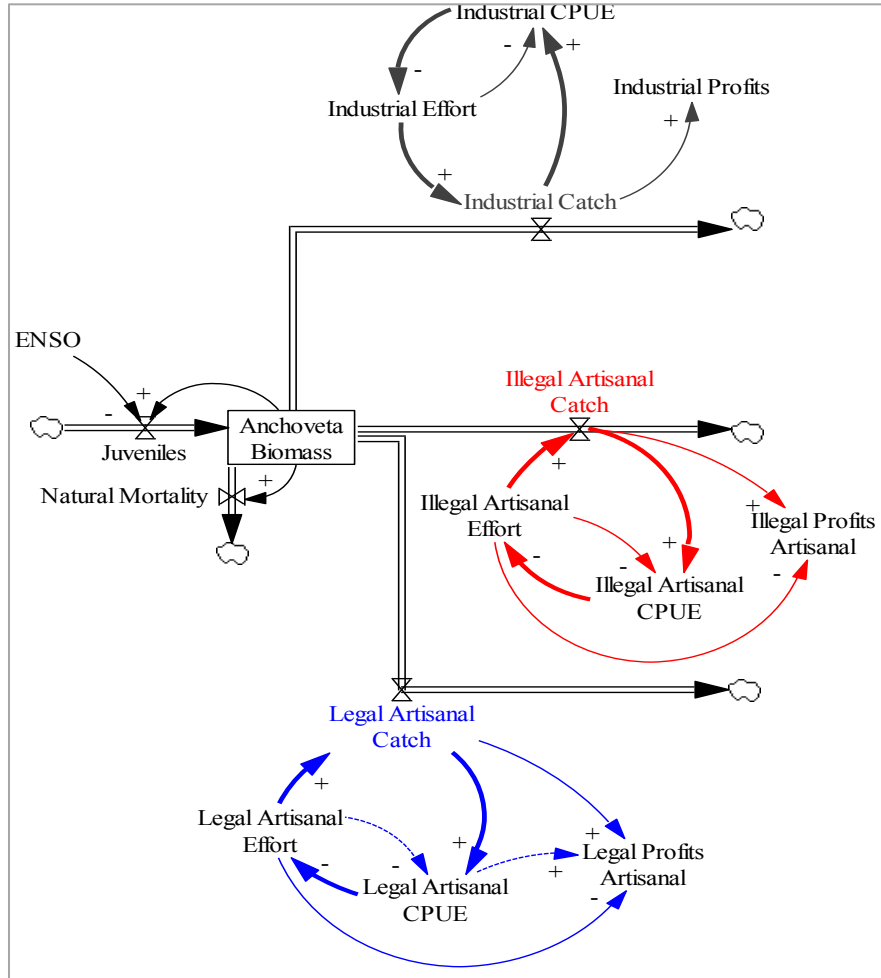 Industrial CPUE
-
+
-
Industrial Effort
Industrial Profits
+
+
Industrial Catch
ENSO
+
-
Juveniles
Anchoveta
Biomass
Natural Mortality
+
Illegal Artisanal
Catch
+
Illegal Artisanal
Effort
+
Illegal Profits
Artisanal
-
+
-
-
Illegal Artisanal
CPUE
Legal Artisanal
Catch
+
Legal Artisanal
Effort
+
-
-
+
+
Legal Profits
Artisanal
-
Legal Artisanal
CPUE